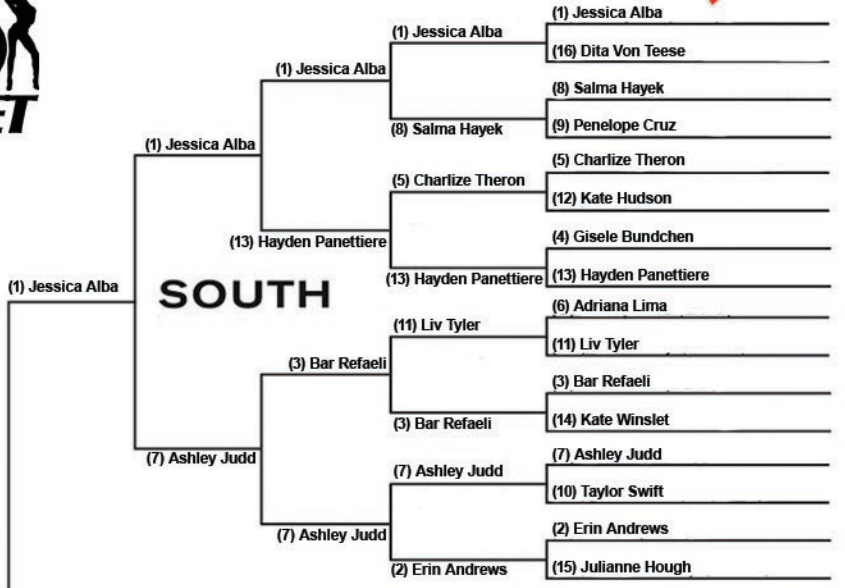 (1) Jessica Alba
(16) Dita Von Teese
(8) Salma Hayek
(9) Penelope Cruz
(5) Charlize Theron
(12) Kate Hudson
(4) Gisele Bundchen
(13) Hayden Panettiere
(6) Adriana Lima
(11) Liv Tyler
(3) Bar Refaeli
(14) Kate Winslet
(7) Ashley Judd
(10) Taylor Swift
(2) Erin Andrews
(15) Julianne Hough
(1) Jessica Alba
(8) Salma Hayek
(5) Charlize Theron
(13) Hayden Panettiere
(11) Liv Tyler
(3) Bar Refaeli
(7) Ashley Judd
(2) Erin Andrews
(1) Jessica Alba
(13) Hayden Panettiere
(3) Bar Refaeli
(7) Ashley Judd
(1) Jessica Alba
(7) Ashley Judd
(1) Jessica Alba
SOUTH